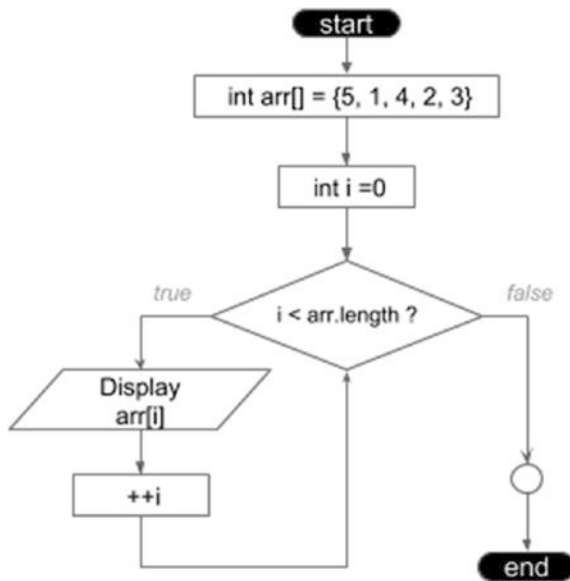 start
int arr[] = {5, 1, 4, 2, 3}
int i =0
true
i < arr.length ?
false
Display
arr[i]
++i
end